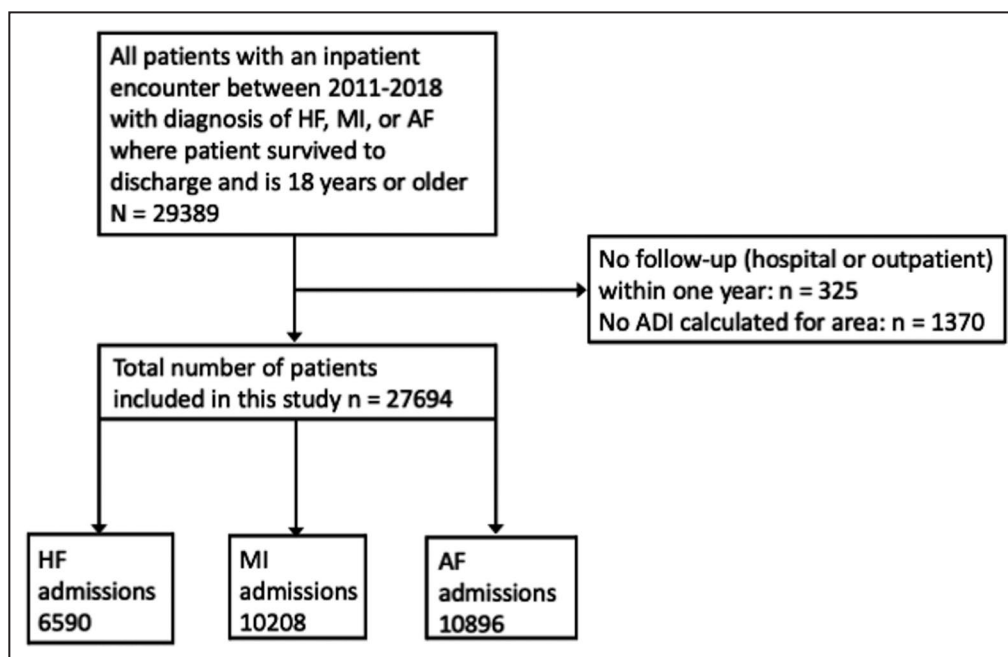 All patients with an inpatient
encounter between 2011-2018
with diagnosis of HF, MI, or AF
where patient survived to
discharge and is 18 years or older
N = 29389
No follow-up (hospital or outpatient)
within one year: n = 325
No ADI calculated for area: n = 1370
Total number of patients
included in this study n = 27694
HF
admissions
6590
MI
admissions
10208
AF
admissions
10896